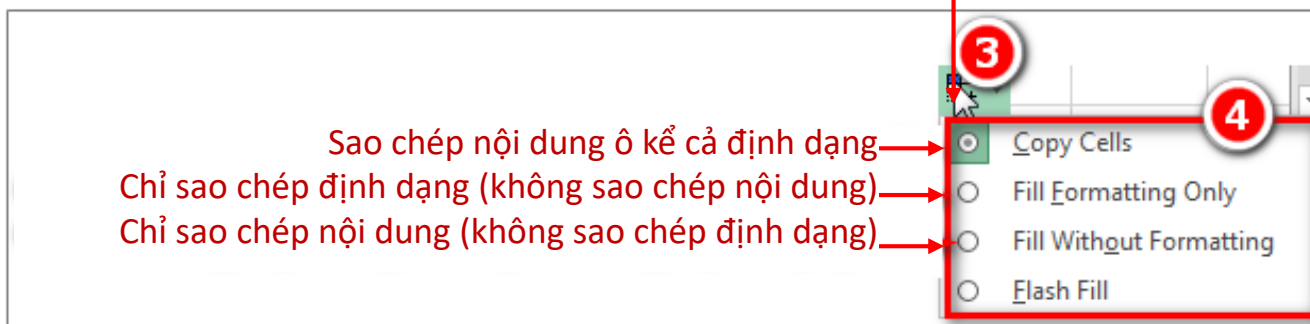 3
4
Sao chép nội dung ô kể cả định dạng
Copy Cells
Chỉ sao chép định dạng (không sao chép nội dung)
Fill Formatting Only
Chỉ sao chép nội dung (không sao chép định dạng)
Fill Without Formatting
Flash Fill